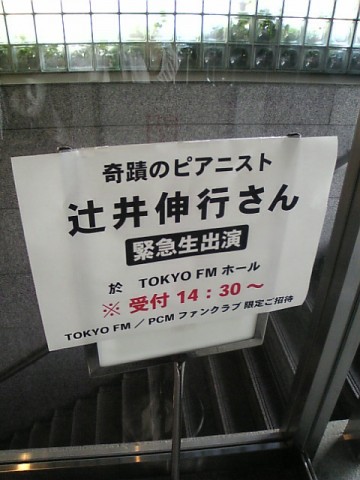 奇蹟のピアニスト
辻井伸行さん
緊急生出演
於 TOKYO FM ホール
※ 受付 14：30～
TOKYO FM ／ PCM ファンクラブ 限定ご招待